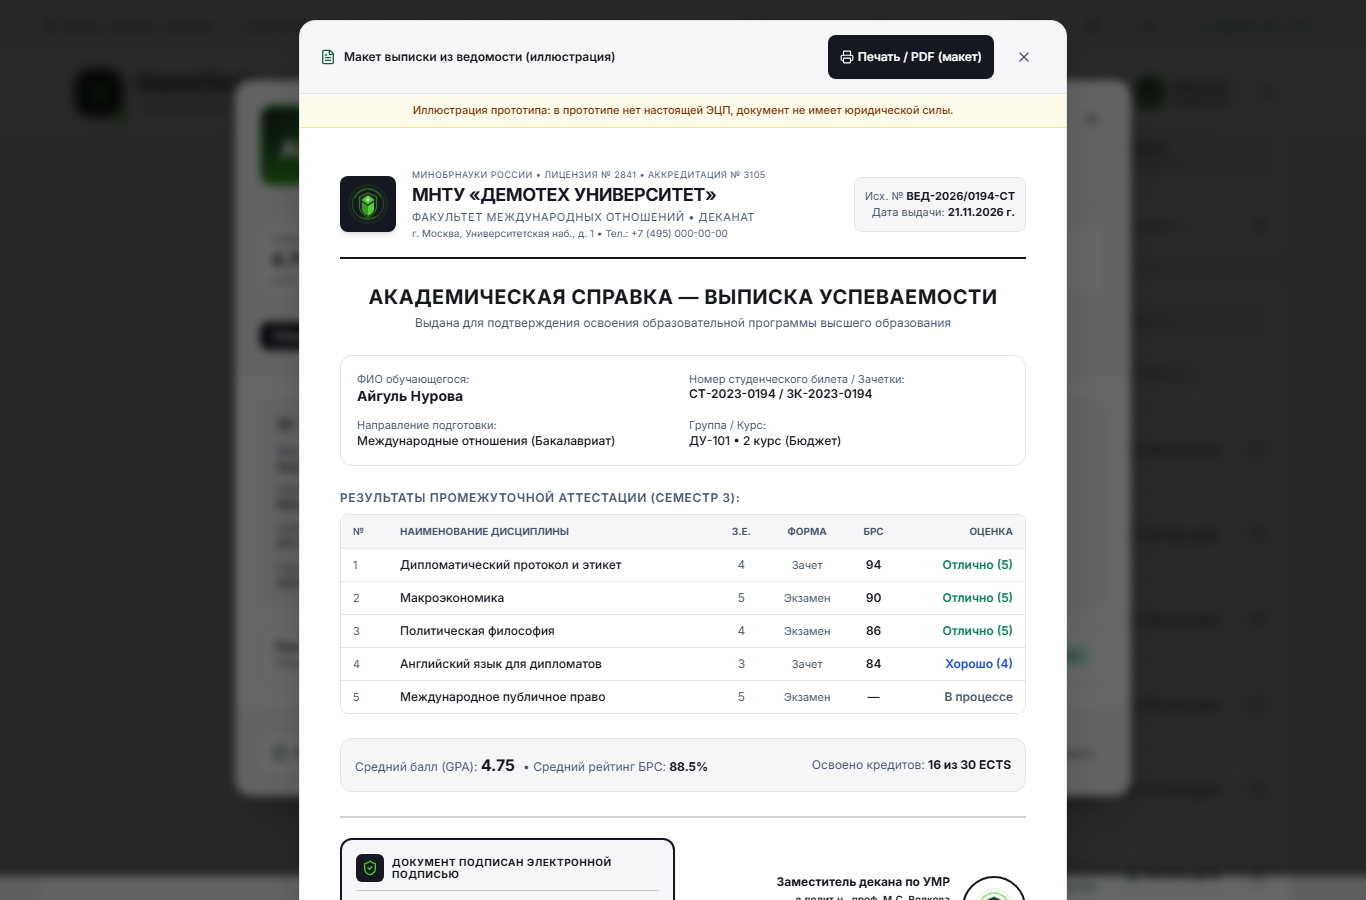 Макет выписки из ведомости (иллюстрация)
Печать / PDF (макет)
Иллюстрация прототипа: в прототипе нет настоящей ЭЦП, документ не имеет юридической силы.
МИНОБРНАУКИ РОССИИ • ЛИЦЕНЗИЯ № 2841 • АККРЕДИТАЦИЯ № 3105
МНТУ «ДЕМОТЕХ УНИВЕРСИТЕТ»
ФАКУЛЬТЕТ МЕЖДУНАРОДНЫХ ОТНОШЕНИЙ • ДЕКАНАТ
г. Москва, Университетская наб., д. 1 • Тел.: +7 (495) 000-00-00
Исх. № ВЕД-2026/0194-СТ
Дата выдачи: 21.11.2026 г.
АКАДЕМИЧЕСКАЯ СПРАВКА — ВЫПИСКА УСПЕВАЕМОСТИ
Выдана для подтверждения освоения образовательной программы высшего образования
ФИО обучающегося:
Айгуль Нурова
Номер студенческого билета / Зачетки:
СТ-2023-0194 / ЗК-2023-0194
Направление подготовки:
Международные отношения (Бакалавриат)
Группа / Курс:
ДУ-101 • 2 курс (Бюджет)
РЕЗУЛЬТАТЫ ПРОМЕЖУТОЧНОЙ АТТЕСТАЦИИ (СЕМЕСТР 3):
№ НАИМЕНОВАНИЕ ДИСЦИПЛИНЫ З.Е. ФОРМА БРС ОЦЕНКА
1 Дипломатический протокол и этикет 4 Зачет 94 Отлично (5)
2 Макроэкономика 5 Экзамен 90 Отлично (5)
3 Политическая философия 4 Экзамен 86 Отлично (5)
4 Английский язык для дипломатов 3 Зачет 84 Хорошо (4)
5 Международное публичное право 5 Экзамен — В процессе
Средний балл (GPA): 4.75 • Средний рейтинг БРС: 88.5%
Освоено кредитов: 16 из 30 ECTS
ДОКУМЕНТ ПОДПИСАН ЭЛЕКТРОННОЙ
ПОДПИСЬЮ
Заместитель декана по УМР
д.полит.н., проф. М.С. Волкова